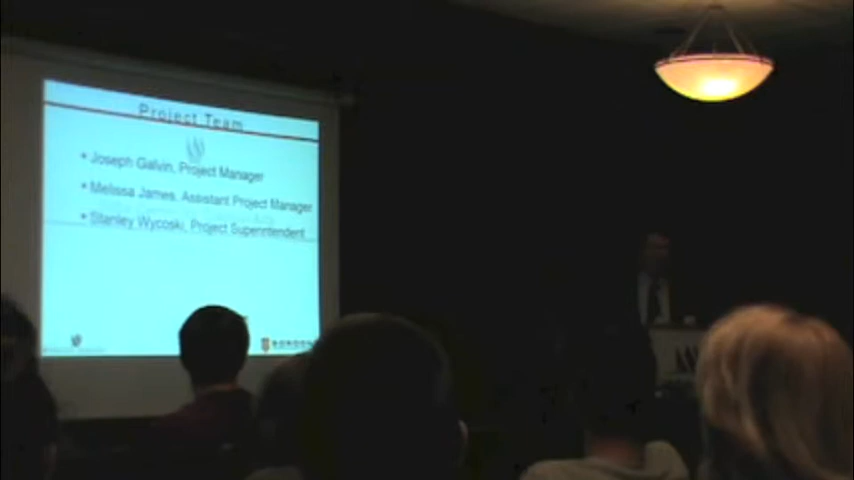 Project Team
• Joseph Galvin, Project Manager
• Melissa James, Assistant Project Manager
• Stanley Wycoski, Project Superintendent